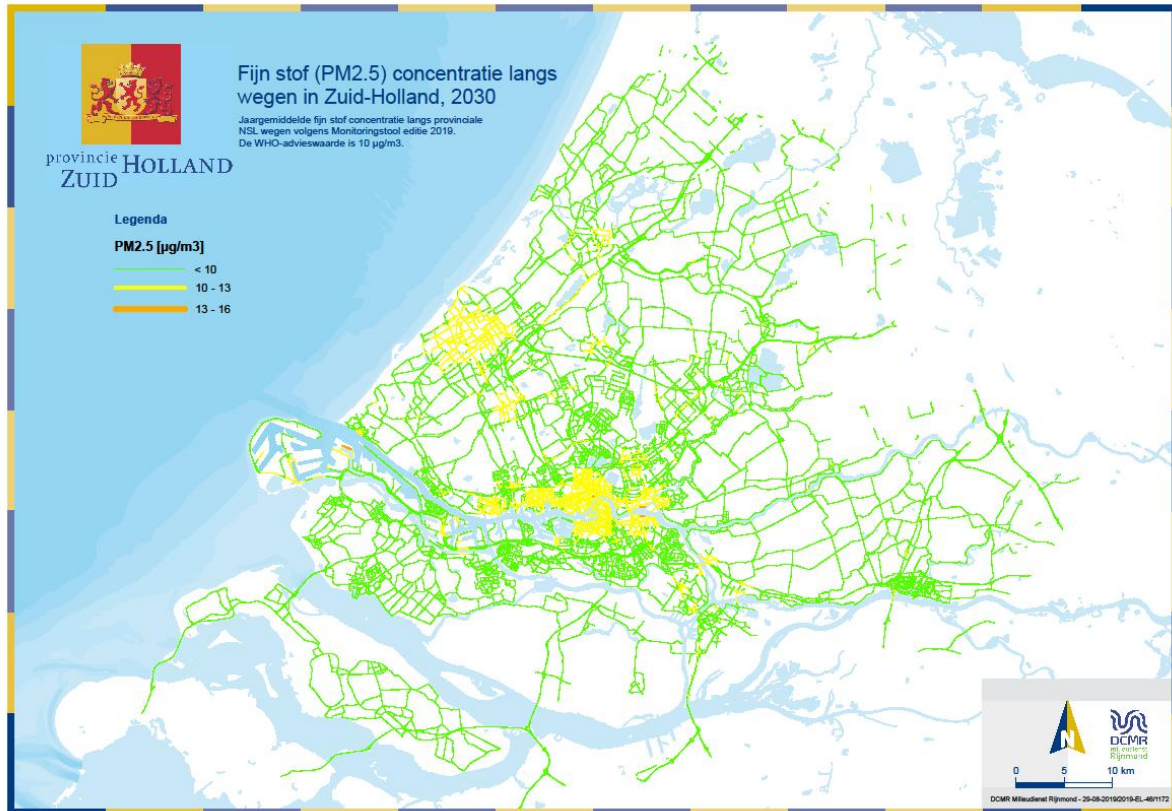 Fijn stof (PM2.5) concentratie langs
wegen in Zuid-Holland, 2030
Jaargemiddelde fijn stof concentratie langs provinciale
NSL wegen volgens Monitoringstool editie 2019.
De WHO-advieswaarde is 10 µg/m3.
provincie HOLLAND
ZUID
Legenda
PM2.5 [µg/m3]
< 10
10 - 13
13 - 16
N
DCMR
milieudienst
Rijnmond
0 5 10 km
DCMR Milieudienst Rijnmond - 29-08-2019/2019-EL-46/1172